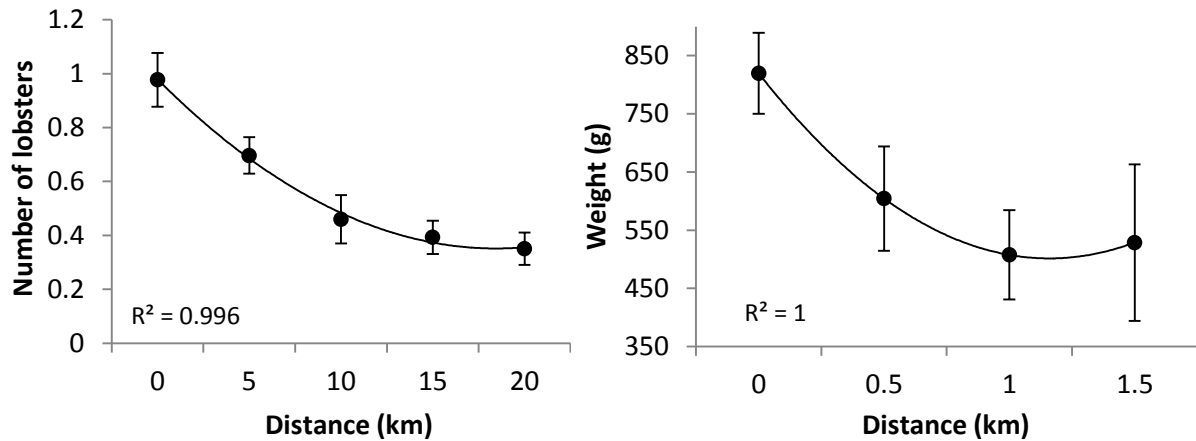 Number of lobsters
1.2
1
0.8
0.6
0.4
0.2
0
R² = 0.996
0 5 10 15 20
Distance (km)
Weight (g)
850
750
650
550
450
350
R² = 1
0 0.5 1 1.5
Distance (km)